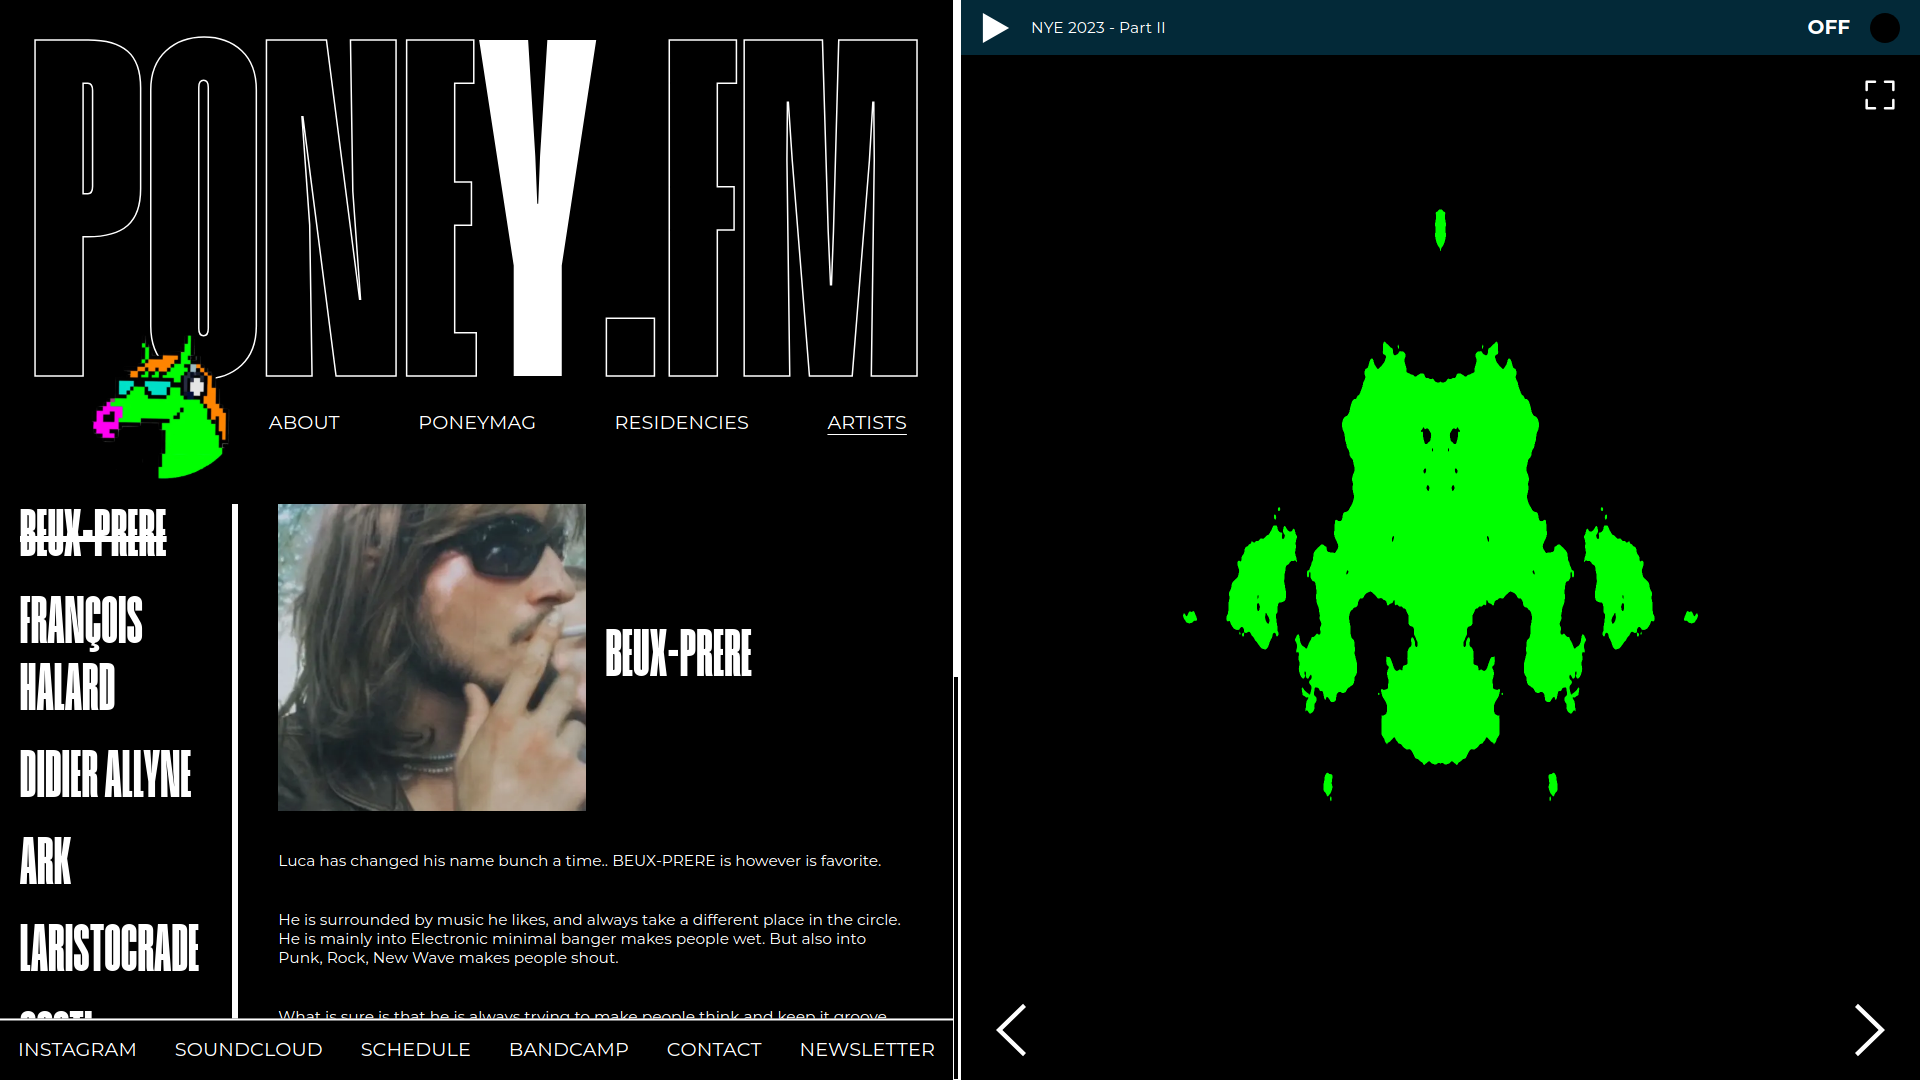 PONEY.FM
NYE 2023 - Part II
OFF
ABOUT PONEYMAG RESIDENCIES ARTISTS
BEUX-PRERE
FRANÇOIS
HALARD
DIDIER ALLYNE
ARK
LARISTOCRADE
BEUX-PRERE
Luca has changed his name bunch a time.. BEUX-PRERE is however is favorite.
He is surrounded by music he likes, and always take a different place in the circle.
He is mainly into Electronic minimal banger makes people wet. But also into
Punk, Rock, New Wave makes people shout.
What is sure is that he is always trying to make people think and keep it groove
INSTAGRAM SOUNDCLOUD SCHEDULE BANDCAMP CONTACT NEWSLETTER